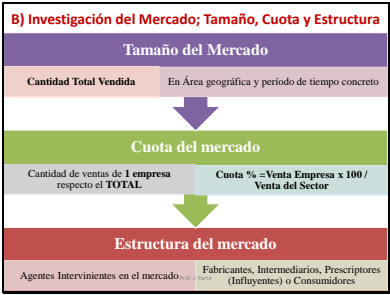 B) Investigación del Mercado; Tamaño, Cuota y Estructura
Tamaño del Mercado
Cantidad Total Vendida
En Área geográfica y período de tiempo concreto
Cuota del mercado
Cantidad de ventas de 1 empresa
respecto el TOTAL
Cuota % =Venta Empresa x 100 /
Venta del Sector
Estructura del mercado
Agentes Intervinientes en el mercado
Prof. J.
Fabricantes, Intermediarios, Prescriptores
(Influyentes) o Consumidores